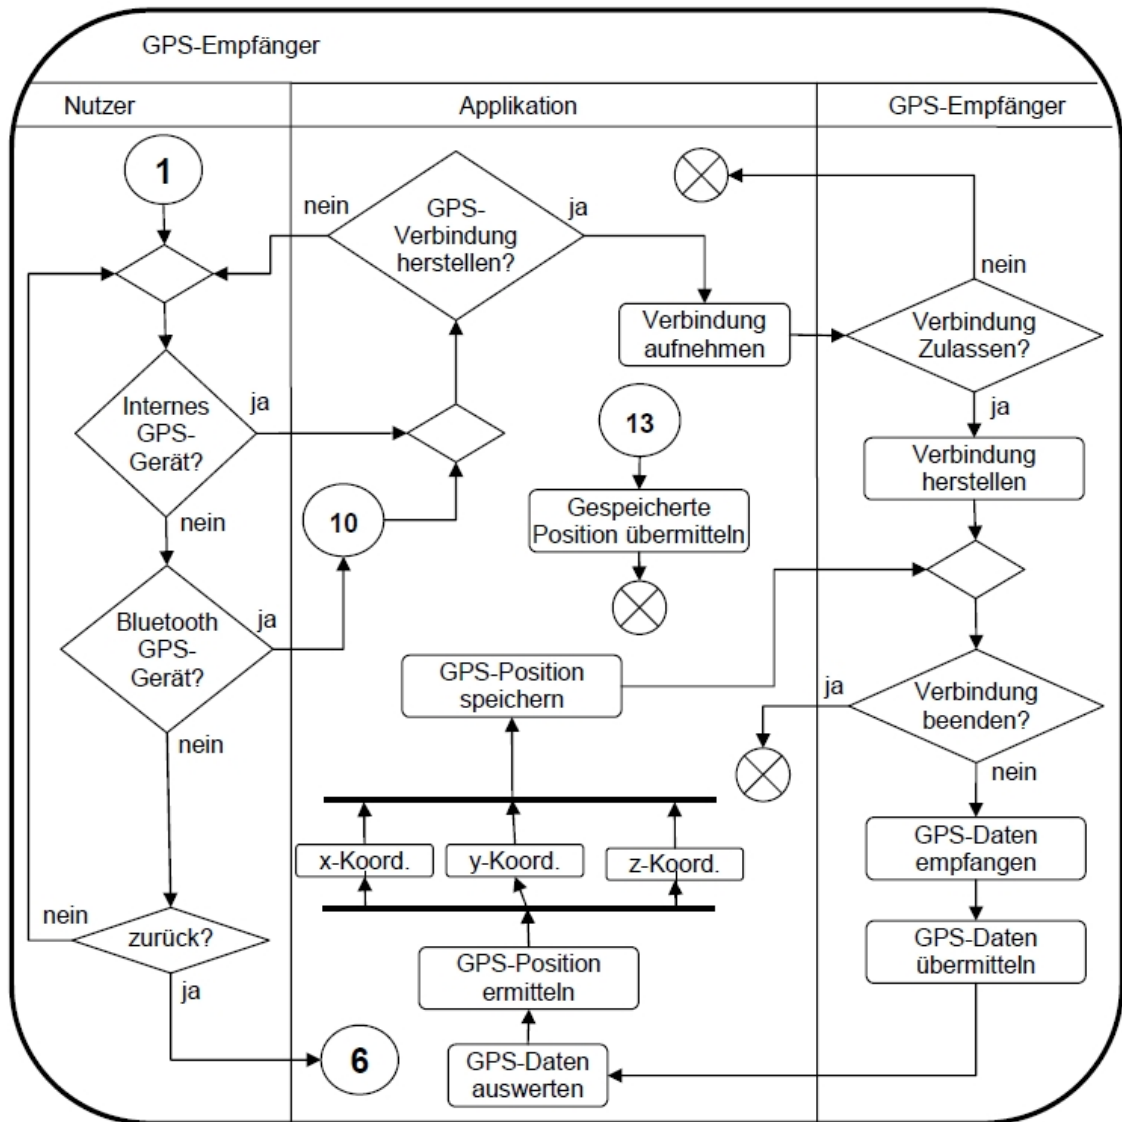 GPS-Empfänger
Nutzer
Applikation
GPS-Empfänger
1
nein
GPS-
Verbindung
herstellen?
ja
nein
Verbindung
aufnehmen
Verbindung
Zulassen?
ja
Internes
GPS-
Gerät?
ja
nein
13
Verbindung
herstellen
10
Gespeicherte
Position übermitteln
Bluetooth
GPS-
Gerät?
ja
nein
GPS-Position
speichern
ja
Verbindung
beenden?
nein
x-Koord.
y-Koord.
z-Koord.
GPS-Daten
empfangen
nein
zurück?
ja
GPS-Position
ermitteln
GPS-Daten
übermitteln
6
GPS-Daten
auswerten